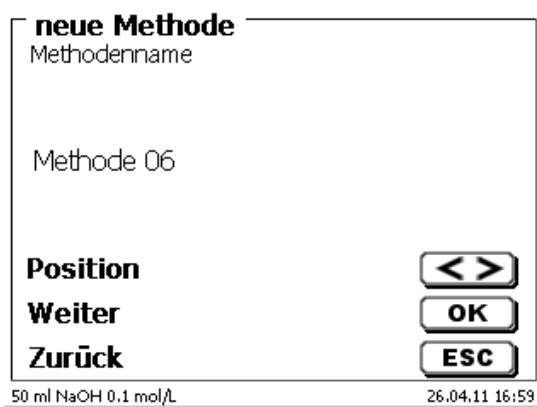 neue Methode
Methodenname
Methode 06
Position < >
Weiter OK
Zurück ESC
50 ml NaOH 0.1 mol/L 26.04.11 16:59